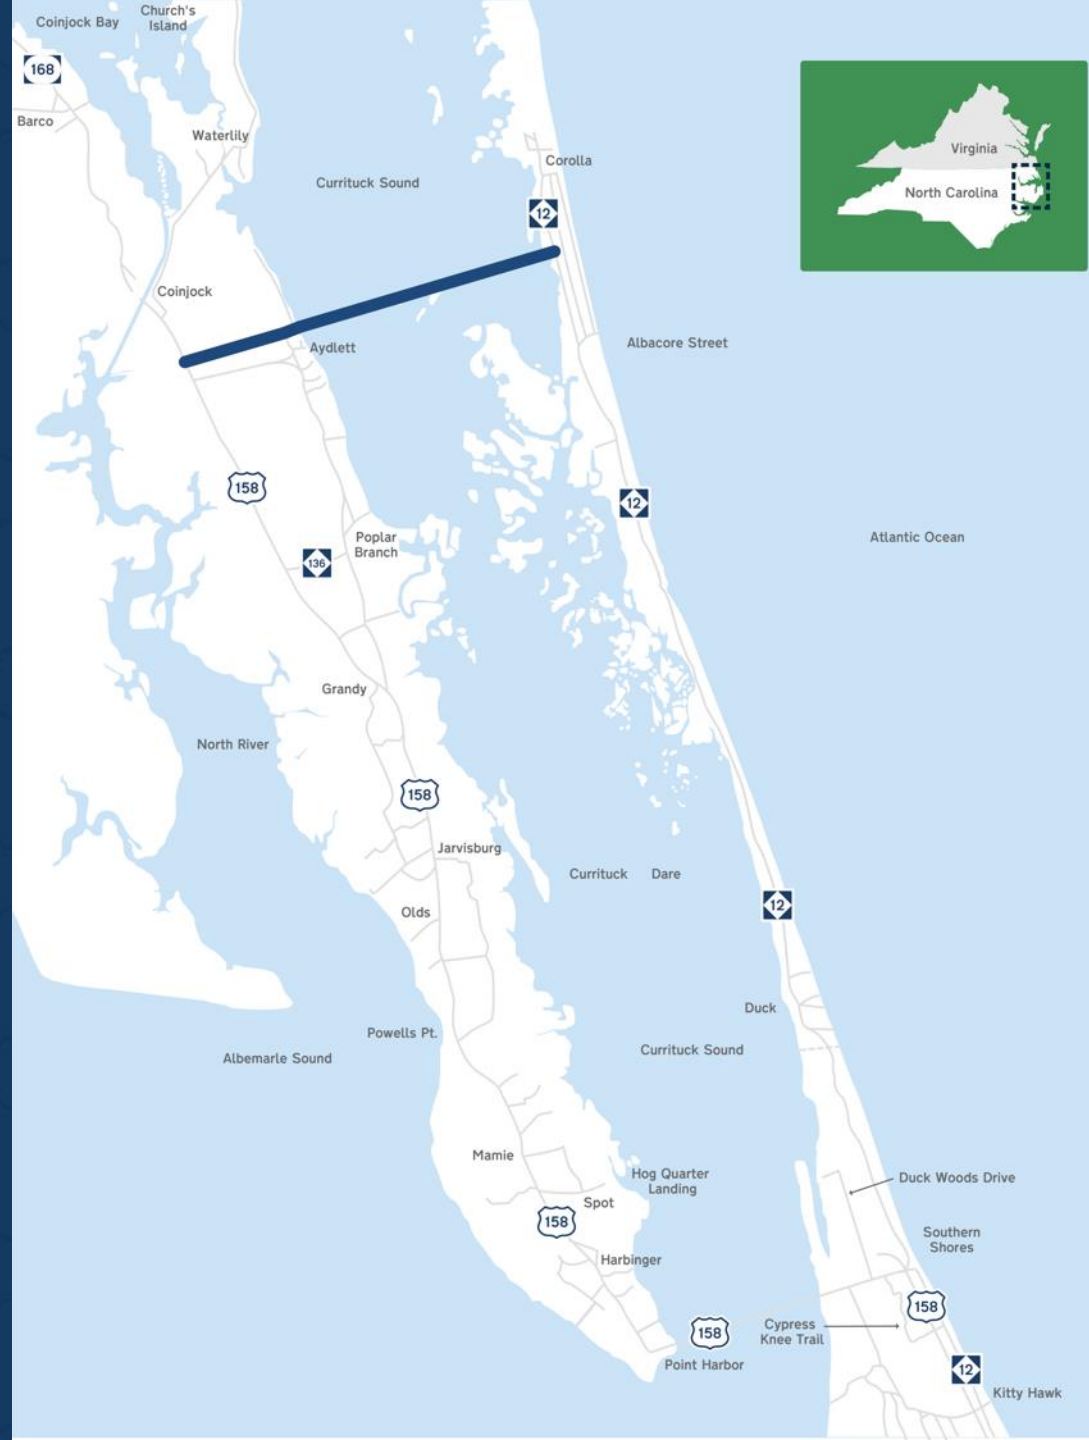 Coinjock Bay
Church's
Island
168
Barco
Waterlily
Currituck Sound
Corolla
12
Virginia
North Carolina
Coinjock
Aydlett
Albacore Street
158
12
Atlantic Ocean
Poplar
Branch
136
Grandy
North River
158
Jarvisburg
Currituck
Dare
Olds
12
Duck
Powells Pt.
Currituck Sound
Albemarle Sound
Mamie
Hog Quarter
Landing
Duck Woods Drive
Spot
158
Southern
Shores
Harbinger
158
158
Cypress
Knee Trail
Point Harbor
12
Kitty Hawk